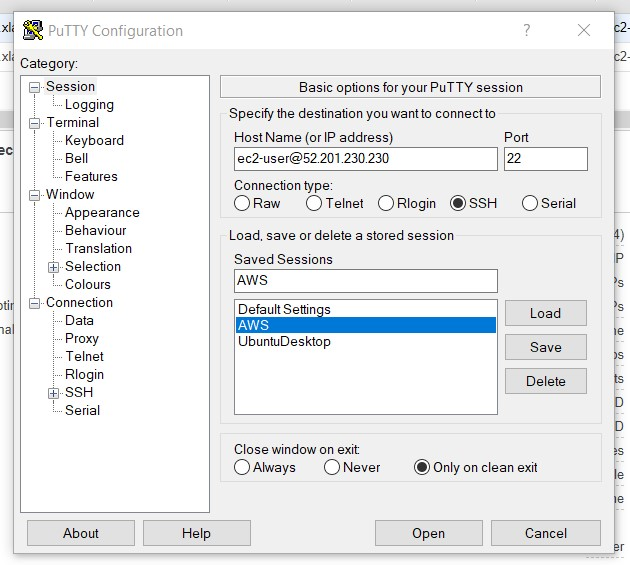 PuTTY Configuration
?
Category:
Session
Logging
Terminal
Keyboard
Bell
Features
Window
Appearance
Behaviour
Translation
Selection
Colours
Connection
Data
Proxy
Telnet
Rlogin
SSH
Serial
Basic options for your PuTTY session
Specify the destination you want to connect to
Host Name (or IP address) Port
ec2-user@52.201.230.230 22
Connection type:
Raw Telnet Rlogin SSH Serial
Load, save or delete a stored session
Saved Sessions
AWS
Default Settings
AWS
UbuntuDesktop
Load
Save
Delete
Close window on exit:
Always Never Only on clean exit
About Help Open Cancel